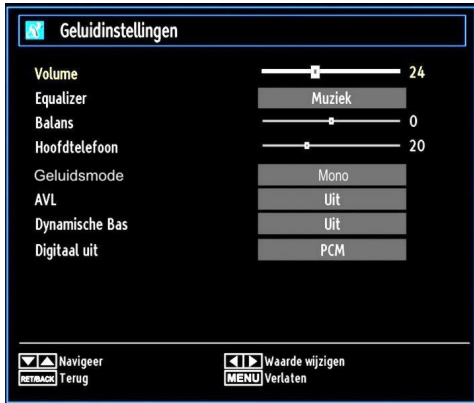 Geluidinstellingen
Volume 24
Equalizer Muziek
Balans 0
Hoofdtelefoon 20
Geluidsmode Mono
AVL Uit
Dynamische Bas Uit
Digitaal uit PCM
Navigeer Waarde wijzigen
RET/BACK Terug MENU Verlaten